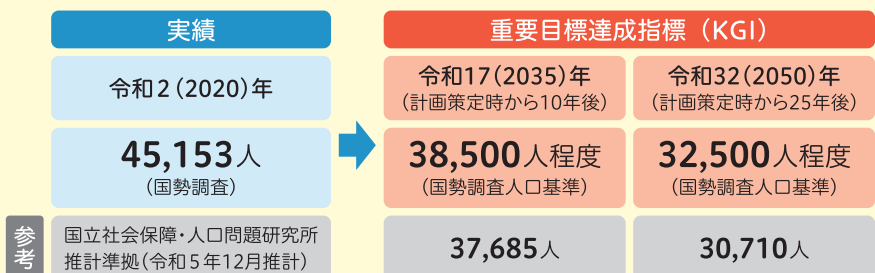 実績
重要目標達成指標（KGI）
令和2（2020）年
令和17（2035）年
（計画策定時から10年後）
令和32（2050）年
（計画策定時から25年後）
45,153人
（国勢調査）
38,500人程度
（国勢調査人口基準）
32,500人程度
（国勢調査人口基準）
参考
国立社会保障・人口問題研究所
推計準拠（令和5年12月推計）
37,685人
30,710人